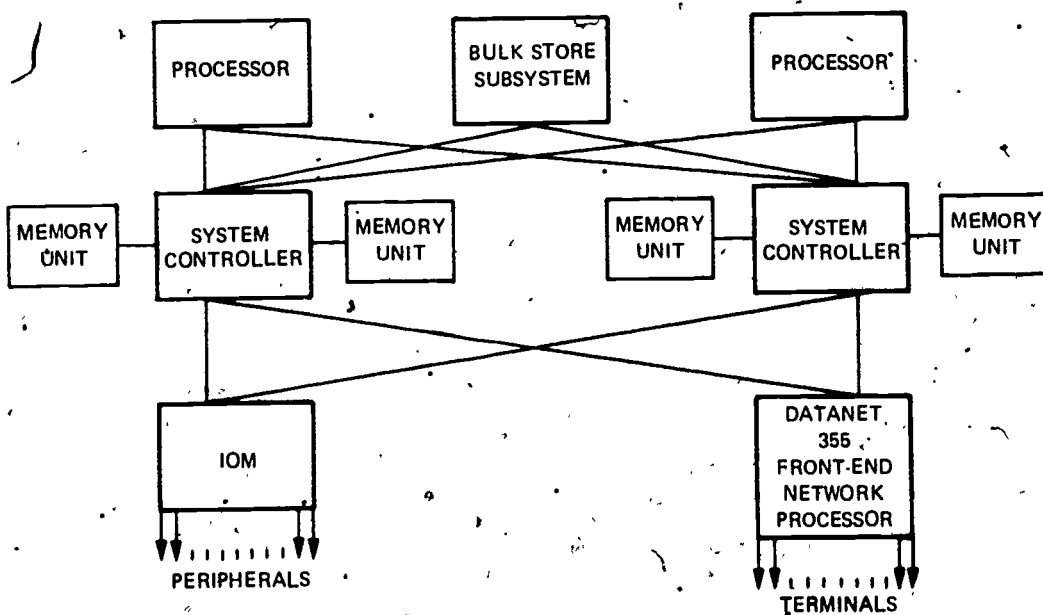 PROCESSOR
BULK STORE
SUBSYSTEM
PROCESSOR
MEMORY
UNIT
SYSTEM
CONTROLLER
MEMORY
UNIT
MEMORY
UNIT
SYSTEM
CONTROLLER
MEMORY
UNIT
IOM
DATANET
355
FRONT-END
NETWORK
PROCESSOR
PERIPHERALS
TERMINALS